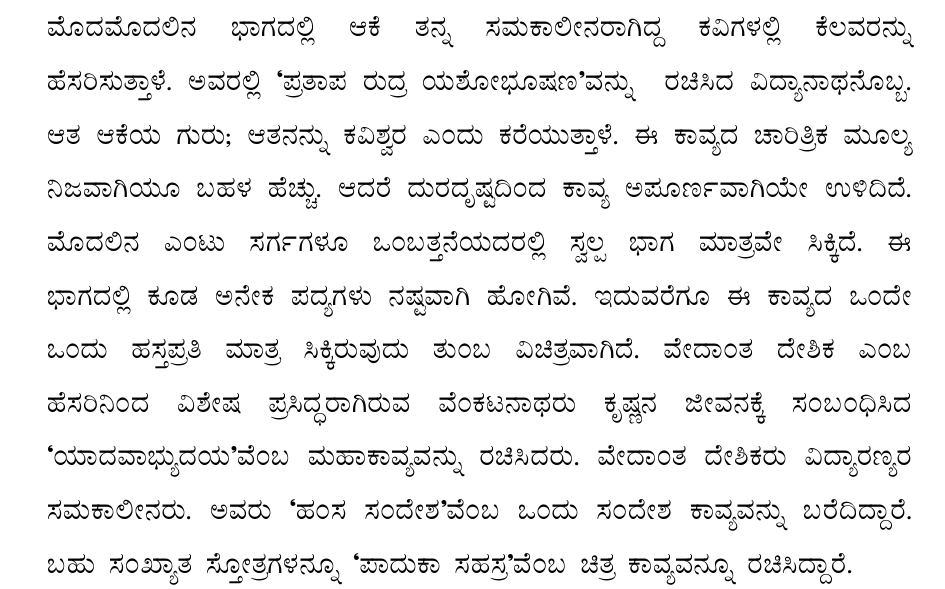 ಮೊದಮೊದಲಿನ ಭಾಗದಲ್ಲಿ ಆಕೆ ತನ್ನ ಸಮಕಾಲೀನರಾಗಿದ್ದ ಕವಿಗಳಲ್ಲಿ ಕೆಲವರನ್ನು
ಹೆಸರಿಸುತ್ತಾಳೆ. ಅವರಲ್ಲಿ ‘ಪ್ರತಾಪ ರುದ್ರ ಯಶೋಭೂಷಣ’ವನ್ನು ರಚಿಸಿದ ವಿದ್ಯಾನಾಥನೊಬ್ಬ.
ಆತ ಆಕೆಯ ಗುರು; ಆತನನ್ನು ಕವಿಶ್ವರ ಎಂದು ಕರೆಯುತ್ತಾಳೆ. ಈ ಕಾವ್ಯದ ಚಾರಿತ್ರಿಕ ಮೂಲ್ಯ
ನಿಜವಾಗಿಯೂ ಬಹಳ ಹೆಚ್ಚು. ಆದರೆ ದುರದೃಷ್ಟದಿಂದ ಕಾವ್ಯ ಅಪೂರ್ಣವಾಗಿಯೇ ಉಳಿದಿದೆ.
ಮೊದಲಿನ ಎಂಟು ಸರ್ಗಗಳೂ ಒಂಬತ್ತನೆಯದರಲ್ಲಿ ಸ್ವಲ್ಪ ಭಾಗ ಮಾತ್ರವೇ ಸಿಕ್ಕಿದೆ. ಈ
ಭಾಗದಲ್ಲಿ ಕೂಡ ಅನೇಕ ಪದ್ಯಗಳು ನಷ್ಟವಾಗಿ ಹೋಗಿವೆ. ಇದುವರೆಗೂ ಈ ಕಾವ್ಯದ ಒಂದೇ
ಒಂದು ಹಸ್ತಪ್ರತಿ ಮಾತ್ರ ಸಿಕ್ಕಿರುವುದು ತುಂಬ ವಿಚಿತ್ರವಾಗಿದೆ. ವೇದಾಂತ ದೇಶಿಕ ಎಂಬ
ಹೆಸರಿನಿಂದ ವಿಶೇಷ ಪ್ರಸಿದ್ಧರಾಗಿರುವ ವೆಂಕಟನಾಥರು ಕೃಷ್ಣನ ಜೀವನಕ್ಕೆ ಸಂಬಂಧಿಸಿದ
‘ಯಾದವಾಭ್ಯುದಯ’ವೆಂಬ ಮಹಾಕಾವ್ಯವನ್ನು ರಚಿಸಿದರು. ವೇದಾಂತ ದೇಶಿಕರು ವಿದ್ಯಾರಣ್ಯರ
ಸಮಕಾಲೀನರು. ಅವರು ‘ಹಂಸ ಸಂದೇಶ’ವೆಂಬ ಒಂದು ಸಂದೇಶ ಕಾವ್ಯವನ್ನು ಬರೆದಿದ್ದಾರೆ.
ಬಹು ಸಂಖ್ಯಾತ ಸ್ತೋತ್ರಗಳನ್ನೂ ‘ಪಾದುಕಾ ಸಹಸ್ರ’ವೆಂಬ ಚಿತ್ರ ಕಾವ್ಯವನ್ನೂ ರಚಿಸಿದ್ದಾರೆ.